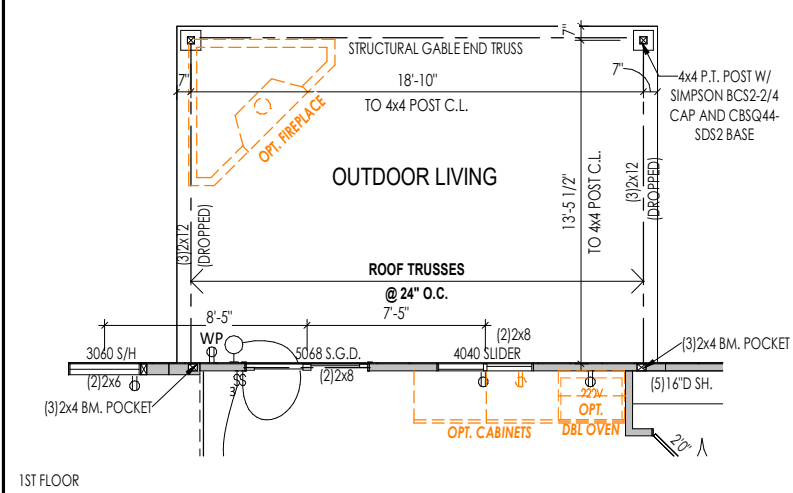 7"
STRUCTURAL GABLE END TRUSS
7"
18'-10"
7"
TO 4x4 POST C.L.
4x4 P.T. POST W/
SIMPSON BCS2-2/4
CAP AND CBSQ44-
SDS2 BASE
OPT. FIREPLACE
OUTDOOR LIVING
13'-5 1/2"
TO 4x4 POST C.L.
(3)2x12
(DROPPED)
(3)2x12
(DROPPED)
ROOF TRUSSES
@ 24" O.C.
8'-5"
7'-5"
WP
(2)2x8
3060 S/H
5068 S.G.D.
4040 SLIDER
(3)2x4 BM. POCKET
(2)2x6
(2)2x8
(5)16"D SH.
(3)2x4 BM. POCKET
220V
OPT.
DBL OVEN
OPT. CABINETS
2'0"
1ST FLOOR